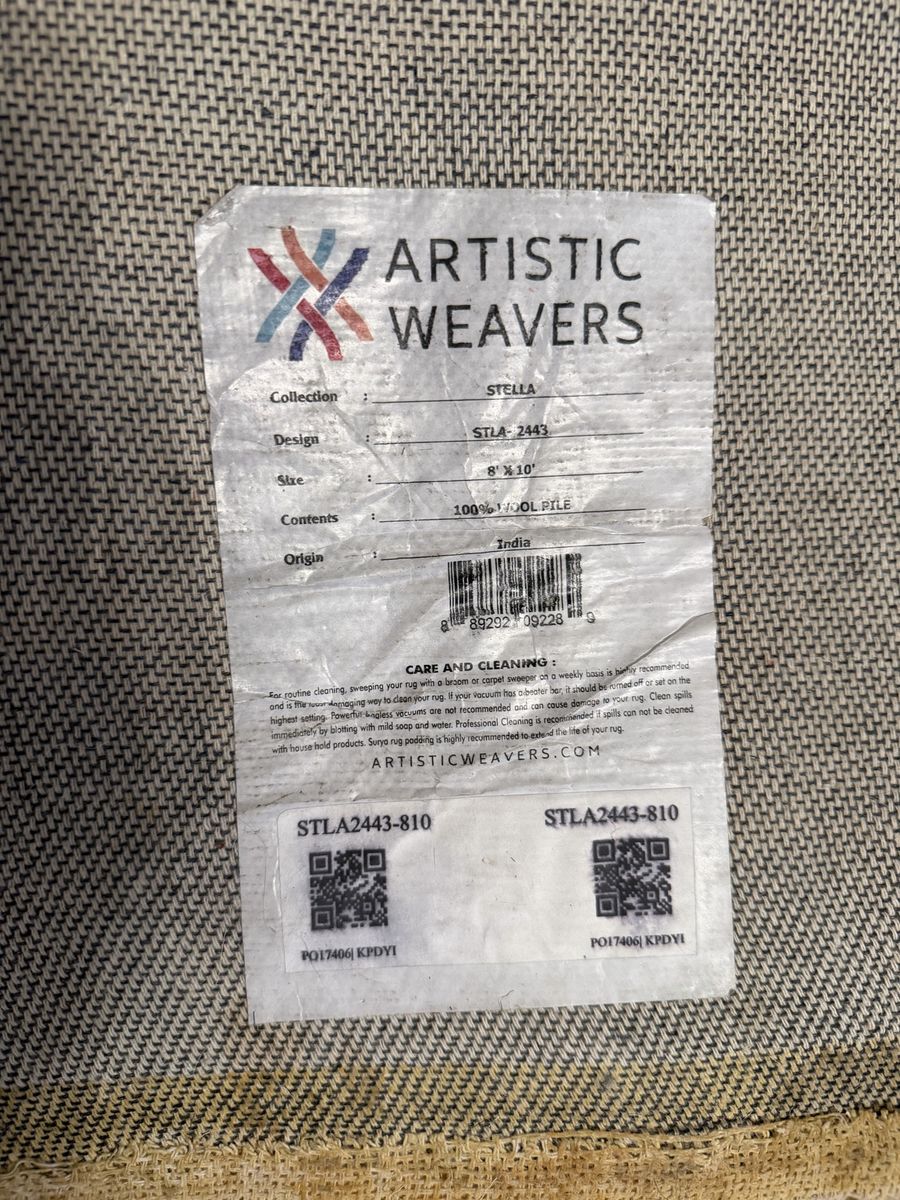 ARTISTIC
WEAVERS
Collection : STELLA
Design : STLA- 2443
Size : 8' X 10'
Contents : 100% WOOL PILE
Origin : India
8 89292 09228 9
CARE AND CLEANING :
For routine cleaning, sweeping your rug with a broom or carpet sweeper on a weekly basis is highly recommended
and is the least damaging way to clean your rug. If your vacuum has a beater bar, it should be turned off or set on the
highest setting. Powerful bagless vacuums are not recommended and can cause damage to your rug. Clean spills
immediately by blotting with mild soap and water. Professional Cleaning is recommended if spills can not be cleaned
with house hold products. Surya rug padding is highly recommended to extend the life of your rug.
ARTISTICWEAVERS.COM
STLA2443-810 STLA2443-810
PO17406| KPDYI PO17406| KPDYI